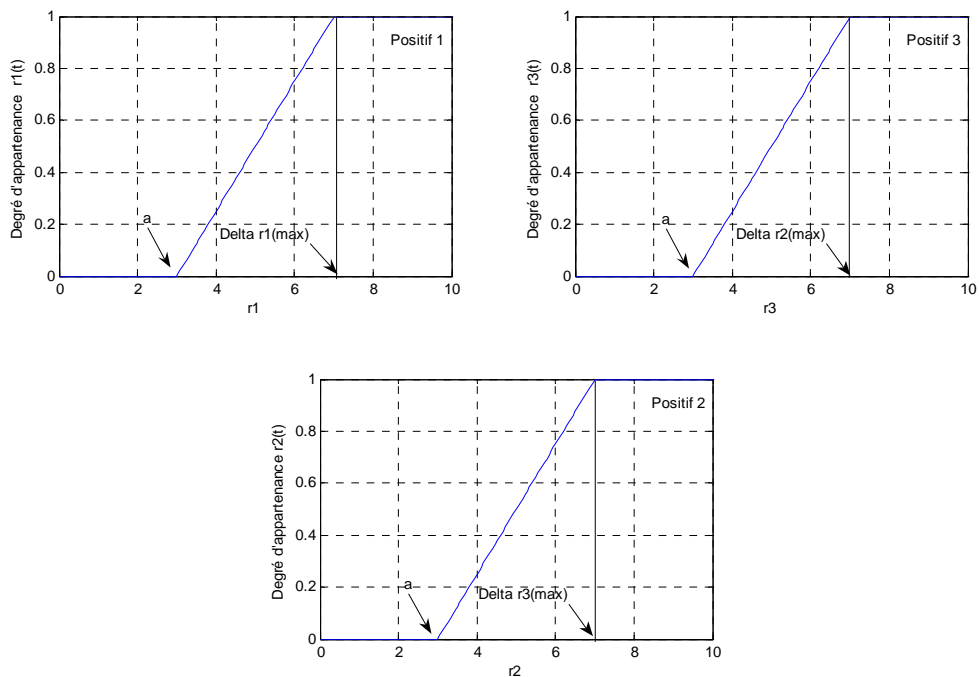 1
0.8
0.6
0.4
0.2
0
Degré d'appartenance r1(t)
Positif 1
a
Delta r1(max)
0 2 4 6 8 10
r1
1
0.8
0.6
0.4
0.2
0
Degré d'appartenance r3(t)
Positif 3
a
Delta r2(max)
0 2 4 6 8 10
r3
1
0.8
0.6
0.4
0.2
0
Degré d'appartenance r2(t)
Positif 2
a
Delta r3(max)
0 2 4 6 8 10
r2